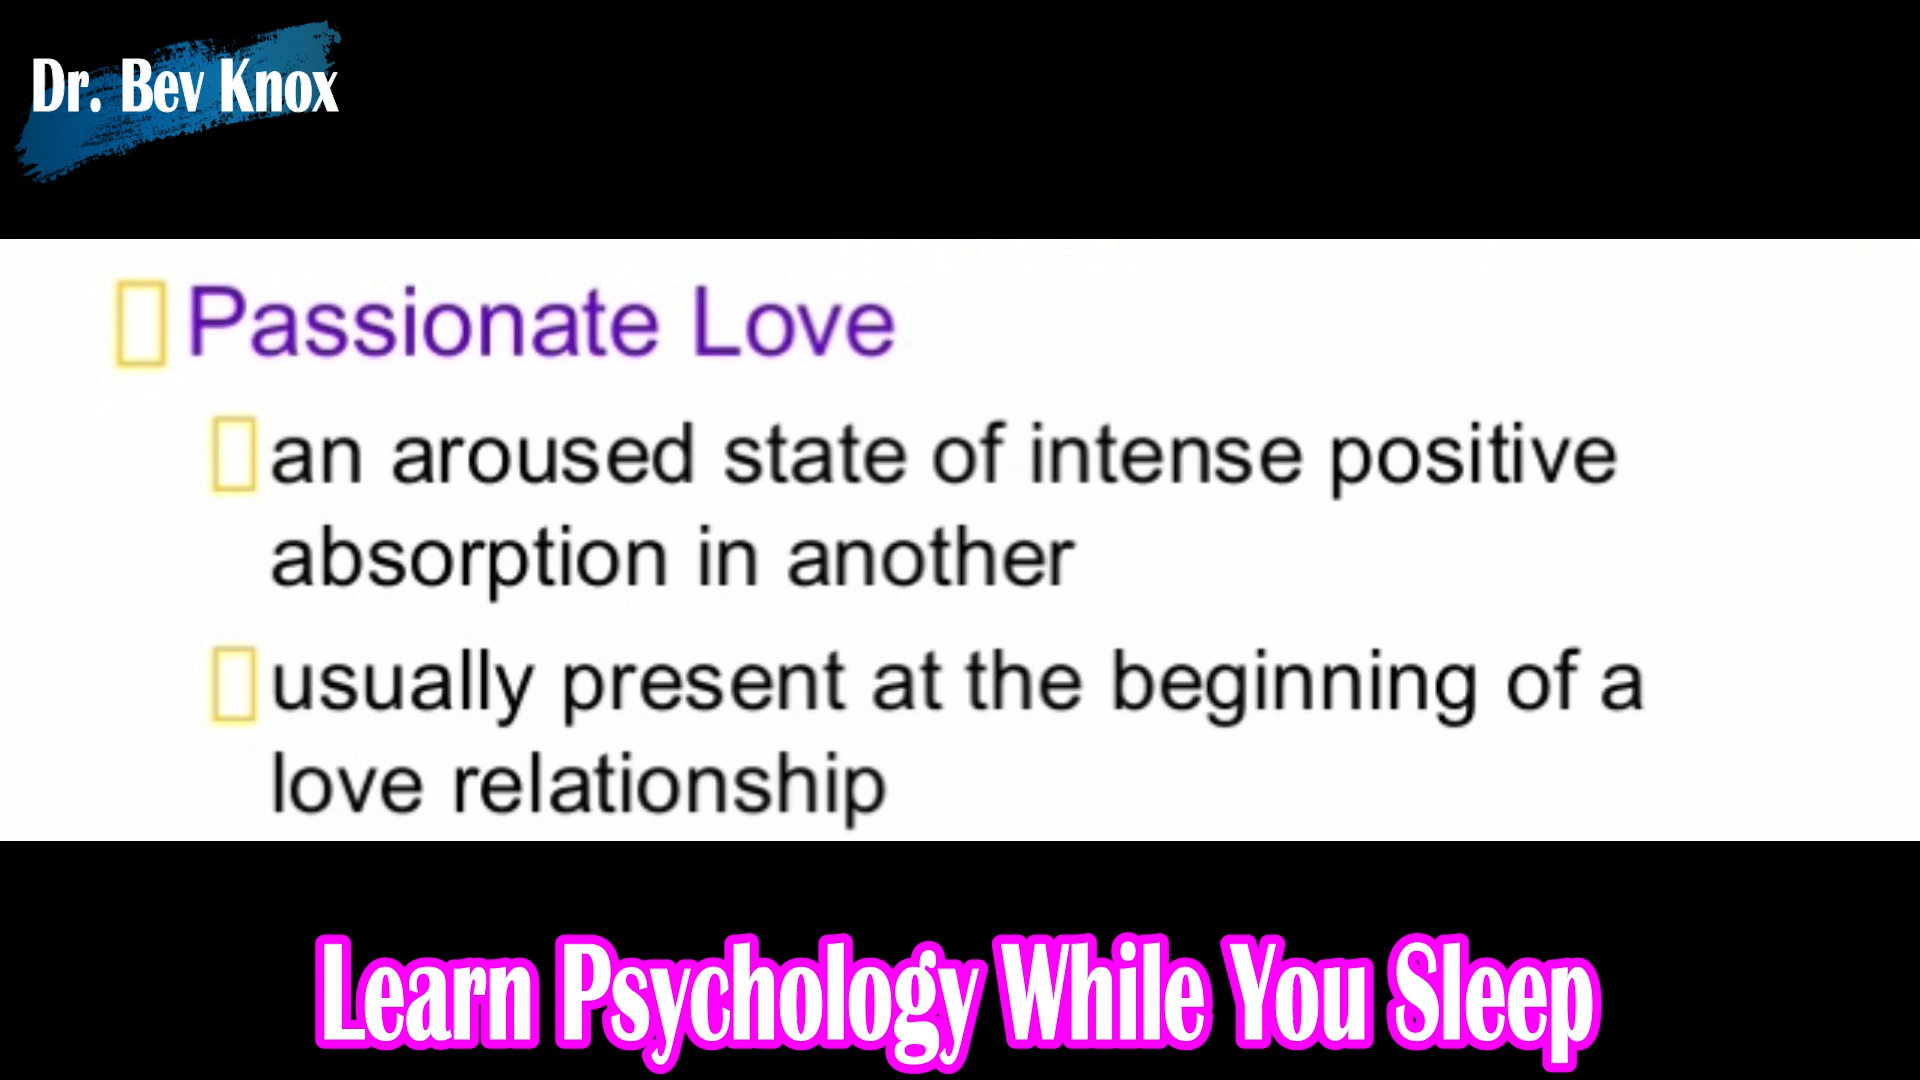 Dr. Bev Knox
Passionate Love
an aroused state of intense positive
absorption in another
usually present at the beginning of a
love relationship
Learn Psychology While You Sleep